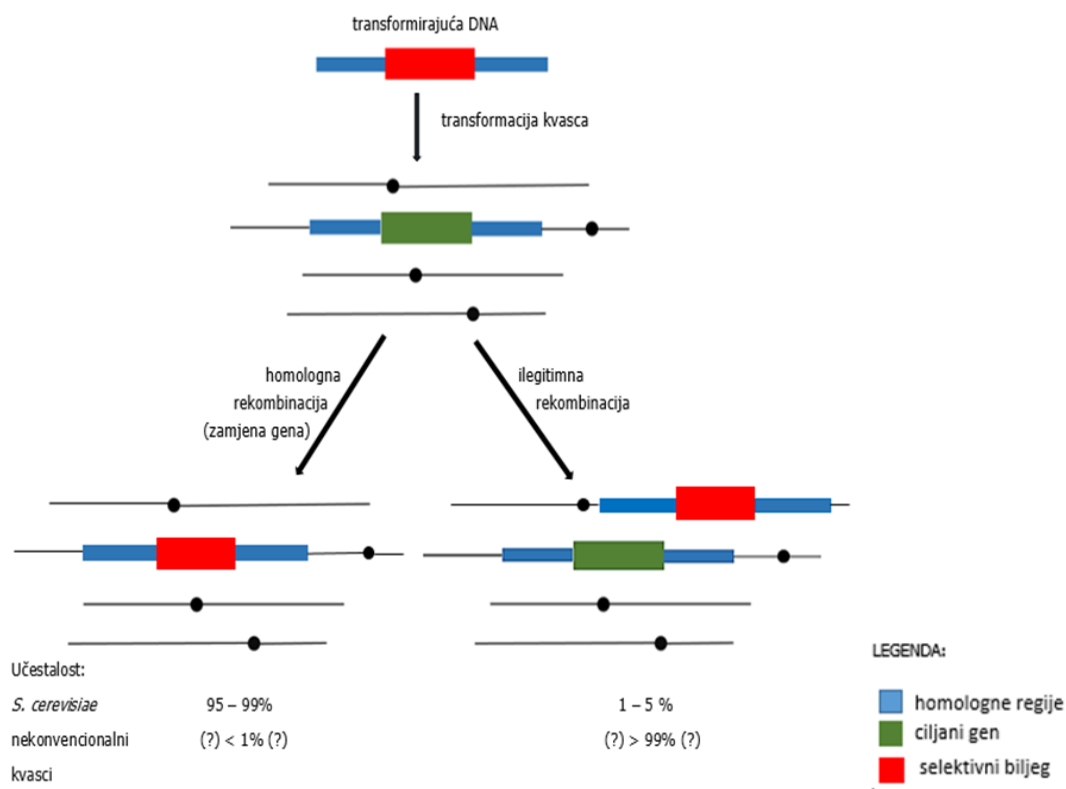 transformirajuća DNA
transformacija kvasca
homologna
rekombinacija
(zamjena gena)
ilegitimna
rekombinacija
Učestalost:
S. cerevisiae 95 – 99% 1 – 5 %
nekonvencionalni (?) < 1% (?) (?) > 99% (?)
kvasci
LEGENDA:
homologne regije
ciljani gen
selektivni biljeg